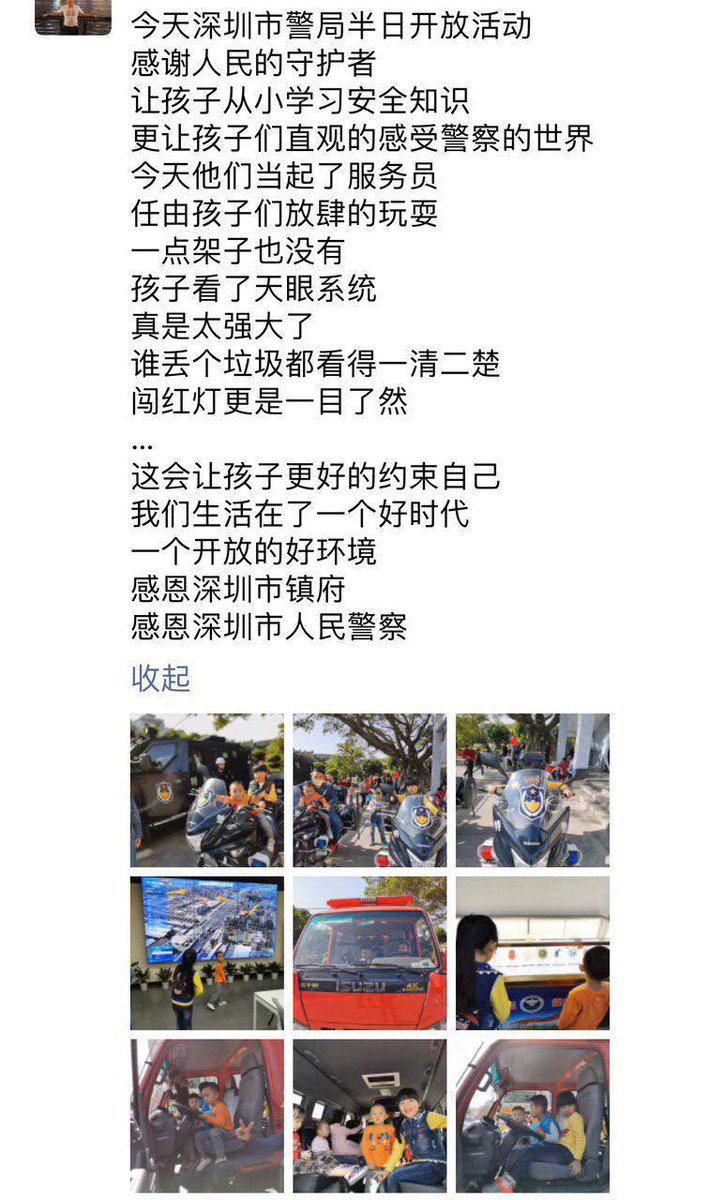 今天深圳市警局半日开放活动
感谢人民的守护者
让孩子从小学习安全知识
更让孩子们直观的感受警察的世界
今天他们当起了服务员
任由孩子们放肆的玩耍
一点架子也没有
孩子看了天眼系统
真是太强大了
谁丢个垃圾都看得一清二楚
闯红灯更是一目了然
...
这会让孩子更好的约束自己
我们生活在了一个好时代
一个开放的好环境
感恩深圳市镇府
感恩深圳市人民警察
收起
特
ISUZU
4K